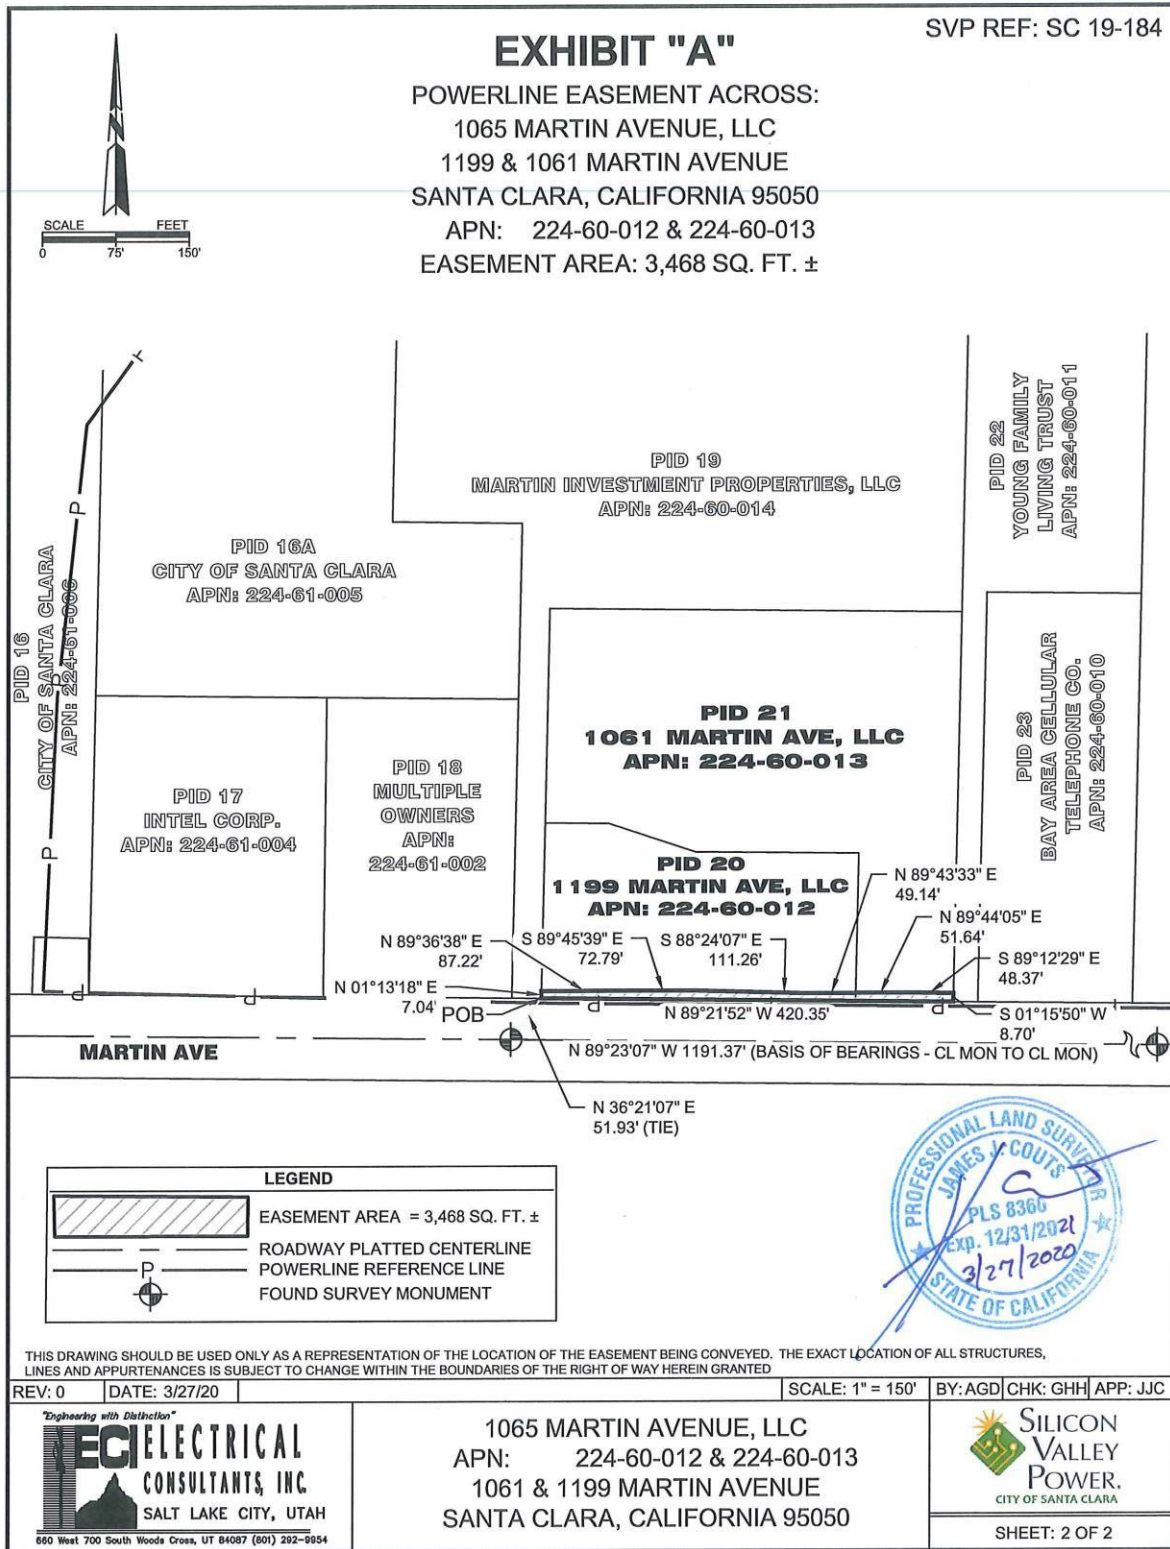 SVP REF: SC 19-184
EXHIBIT "A"
POWERLINE EASEMENT ACROSS:
1065 MARTIN AVENUE, LLC
1199 & 1061 MARTIN AVENUE
SANTA CLARA, CALIFORNIA 95050
APN: 224-60-012 & 224-60-013
EASEMENT AREA: 3,468 SQ. FT. ±
N
SCALE FEET
0 75' 150'
PID 16
CITY OF SANTA CLARA
P
P
P
PID 16A
CITY OF SANTA CLARA
APN: 224-61-005
PID 19
MARTIN INVESTMENT PROPERTIES, LLC
APN: 224-60-014
PID 22
YOUNG FAMILY
LIVING TRUST
APN: 224-60-011
PID 17
INTEL CORP.
APN: 224-61-004
PID 18
MULTIPLE
OWNERS
APN:
224-61-002
PID 21
1061 MARTIN AVE, LLC
APN: 224-60-013
PID 20
1199 MARTIN AVE, LLC
APN: 224-60-012
PID 23
BAY AREA CELLULAR
TELEPHONE CO.
APN: 224-60-010
N 89°43'33" E
49.14'
N 89°44'05" E
51.64'
N 89°36'38" E
87.22'
S 89°45'39" E
72.79'
S 88°24'07" E
111.26'
S 89°12'29" E
48.37'
N 01°13'18" E
7.04'
POB
P
P
P
P
P
N 89°21'52" W 420.35'
S 01°15'50" W
8.70'
MARTIN AVE
N 89°23'07" W 1191.37' (BASIS OF BEARINGS - CL MON TO CL MON)
N 36°21'07" E
51.93' (TIE)
LEGEND
EASEMENT AREA = 3,468 SQ. FT. ±
ROADWAY PLATTED CENTERLINE
P POWERLINE REFERENCE LINE
FOUND SURVEY MONUMENT
PROFESSIONAL LAND SURVEYOR
JAMES J. COUTS
Exp. 12/31/2021
3/27/2020
STATE OF CALIFORNIA
THIS DRAWING SHOULD BE USED ONLY AS A REPRESENTATION OF THE LOCATION OF THE EASEMENT BEING CONVEYED. THE EXACT LOCATION OF ALL STRUCTURES,
LINES AND APPURTENANCES IS SUBJECT TO CHANGE WITHIN THE BOUNDARIES OF THE RIGHT OF WAY HEREIN GRANTED
REV: 0 DATE: 3/27/20 SCALE: 1" = 150' BY: AGD CHK: GHH APP: JJC
"Engineering with Distinction"
ECI ELECTRICAL
CONSULTANTS, INC.
SALT LAKE CITY, UTAH
660 West 700 South Woods Cross, UT 84087 (801) 292-9954
1065 MARTIN AVENUE, LLC
APN: 224-60-012 & 224-60-013
1061 & 1199 MARTIN AVENUE
SANTA CLARA, CALIFORNIA 95050
SILICON
VALLEY
POWER.
CITY OF SANTA CLARA
SHEET: 2 OF 2